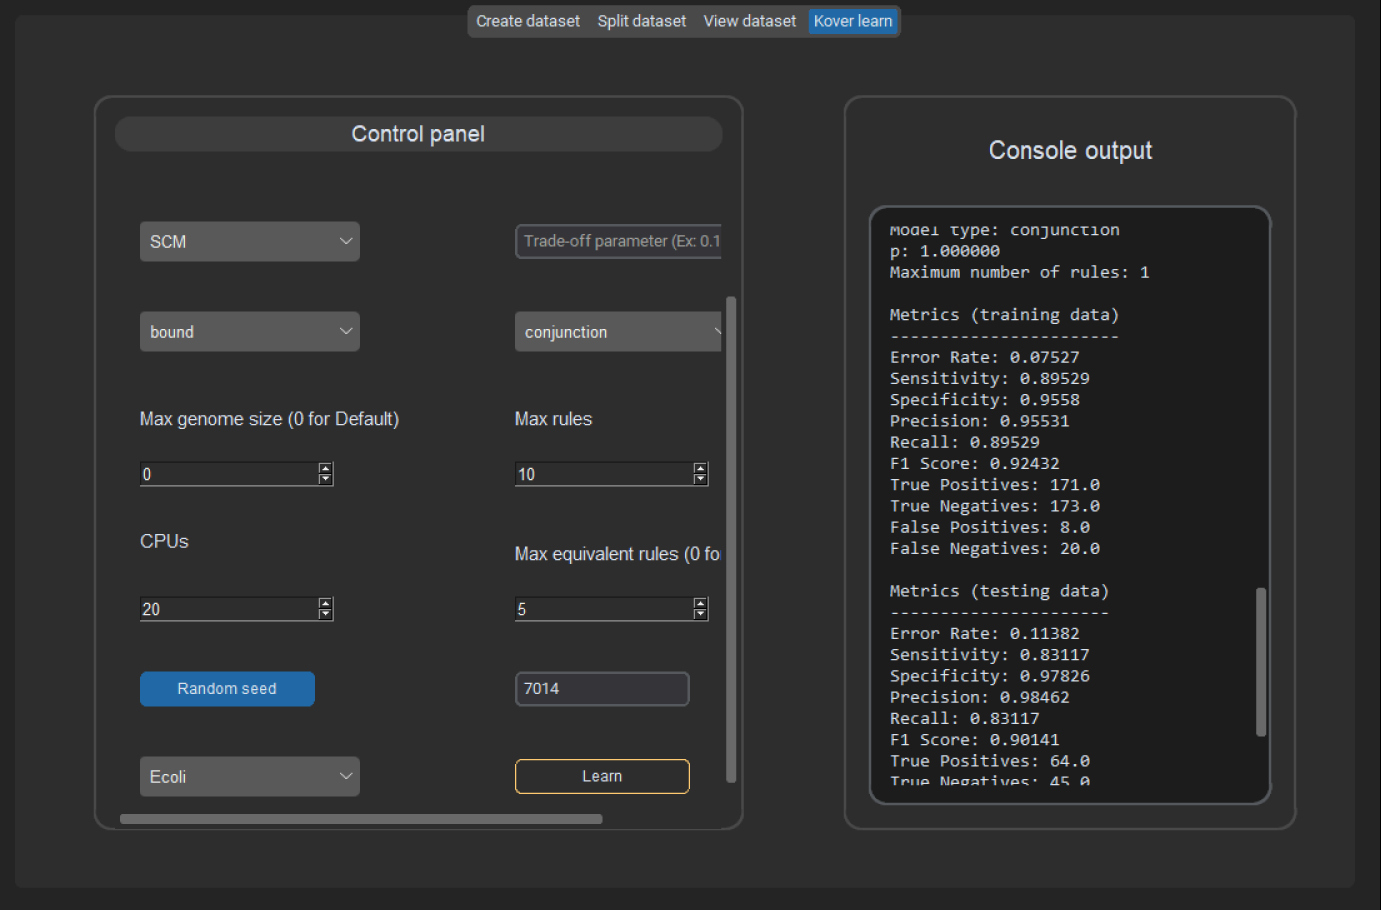 Create dataset Split dataset View dataset Kover learn
Control panel
SCM
Trade-off parameter (Ex: 0.1
bound
conjunction
Max genome size (0 for Default)
Max rules
0
10
CPUs
Max equivalent rules (0 fo
20
5
Random seed
7014
Ecoli
Learn
Console output
Model type: conjunction
p: 1.000000
Maximum number of rules: 1
Metrics (training data)
-----------------------
Error Rate: 0.07527
Sensitivity: 0.89529
Specificity: 0.9558
Precision: 0.95531
Recall: 0.89529
F1 Score: 0.92432
True Positives: 171.0
True Negatives: 173.0
False Positives: 8.0
False Negatives: 20.0
Metrics (testing data)
----------------------
Error Rate: 0.11382
Sensitivity: 0.83117
Specificity: 0.97826
Precision: 0.98462
Recall: 0.83117
F1 Score: 0.90141
True Positives: 64.0
True Negatives: 45.0